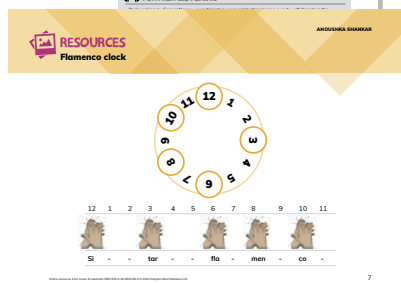 ANOUSHKA SHANKAR
RESOURCES
Flamenco clock
12
11 1
10 2
9 3
8 4
7 5
6
12 1 2 3 4 5 6 7 8 9 10 11
Si - - tar - - fla - men - co -
7